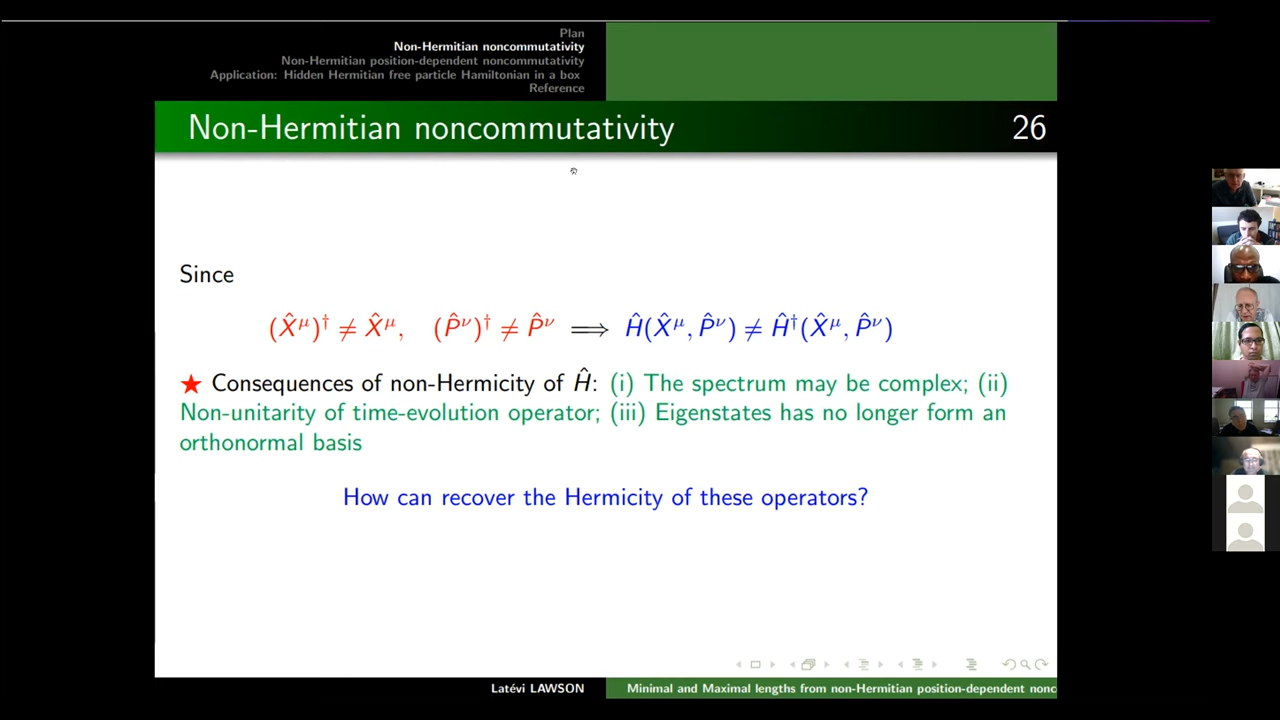 Plan
Non-Hermitian noncommutativity
Non-Hermitian position-dependent noncommutativity
Application: Hidden Hermitian free particle Hamiltonian in a box
Reference
Non-Hermitian noncommutativity 26
Since
(X̂^μ)† ≠ X̂^μ, (P̂^ν)† ≠ P̂^ν ⟹ Ĥ(X̂^μ, P̂^ν) ≠ Ĥ†(X̂^μ, P̂^ν)
★ Consequences of non-Hermicity of Ĥ: (i) The spectrum may be complex; (ii)
Non-unitarity of time-evolution operator; (iii) Eigenstates has no longer form an
orthonormal basis
How can recover the Hermicity of these operators?
Latévi LAWSON Minimal and Maximal lengths from non-Hermitian position-dependent nonc